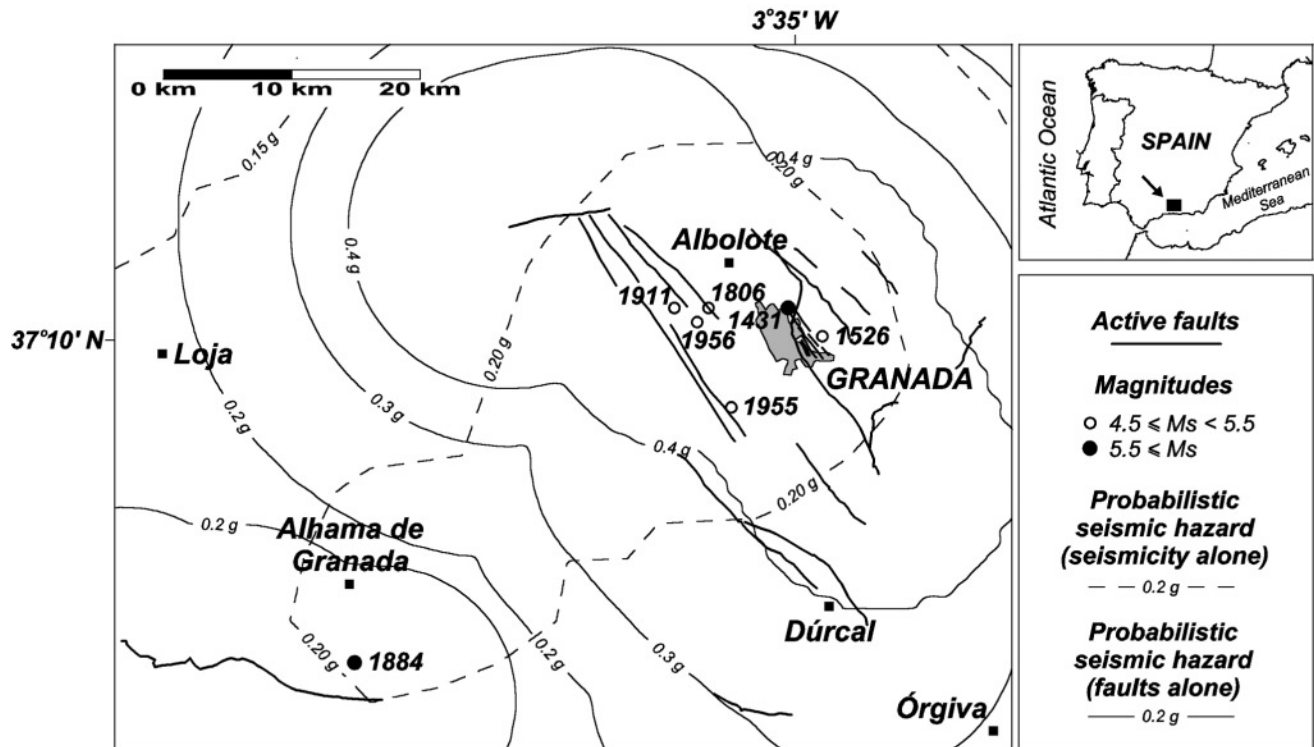 3°35' W
0 km 10 km 20 km
0.15 g
0.4 g
0.20 g
0.4 g
Albolote
1911
1806
1431
1956
1526
37°10' N
Loja
0.20 g
GRANADA
1955
0.3 g
0.2 g
0.4 g
0.20 g
0.2 g
Alhama de
Granada
Dúrcal
0.20 g
1884
0.2 g
0.3 g
Órgiva
Atlantic Ocean
SPAIN
Mediterranean
Sea
Active faults
Magnitudes
4.5 ⩽ Ms < 5.5
5.5 ⩽ Ms
Probabilistic
seismic hazard
(seismicity alone)
0.2 g
Probabilistic
seismic hazard
(faults alone)
0.2 g